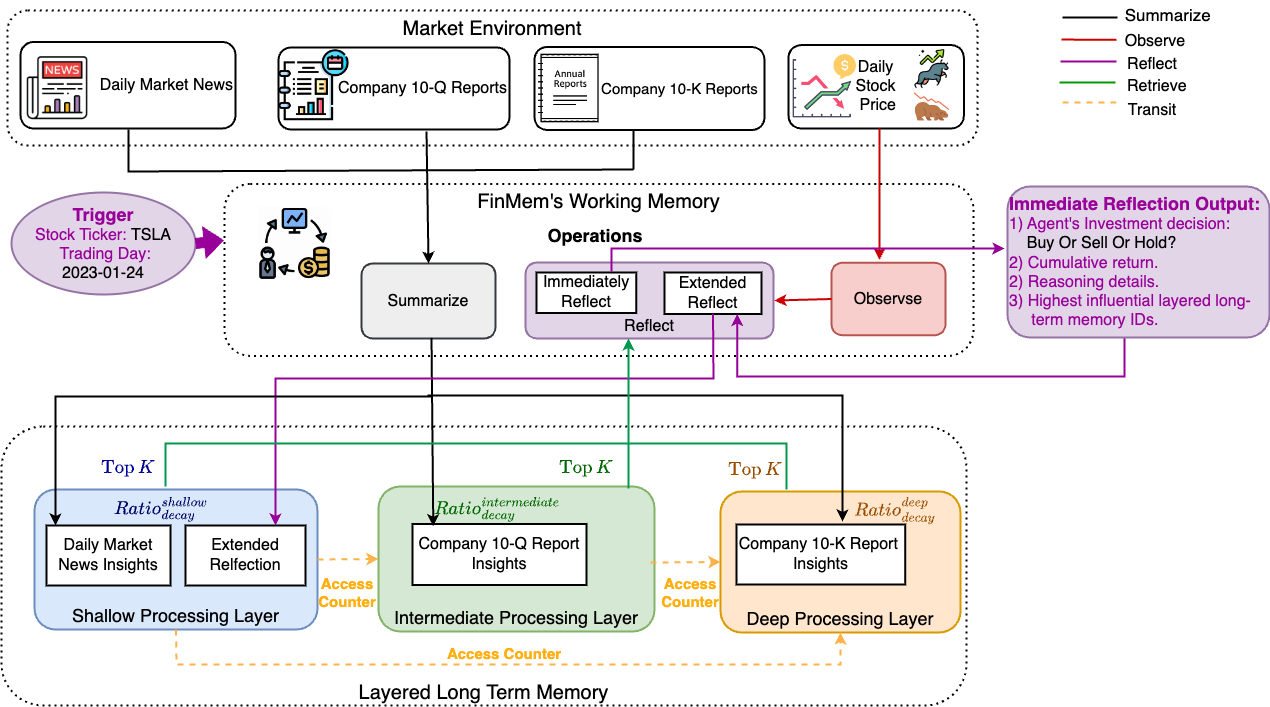 Market Environment
NEWS
Daily Market News
Company 10-Q Reports
Annual
Reports
Company 10-K Reports
$
Daily
Stock
Price
Summarize
Observe
Reflect
Retrieve
Transit
Trigger
Stock Ticker: TSLA
Trading Day:
2023-01-24
FinMem's Working Memory
$
Operations
Summarize
Immediately
Reflect
Extended
Reflect
Reflect
Observse
Immediate Reflection Output:
1) Agent's Investment decision:
Buy Or Sell Or Hold?
2) Cumulative return.
2) Reasoning details.
3) Highest influential layered long-
term memory IDs.
Top K
Top K
Top K
Ratio shallow decay
Daily Market
News Insights
Extended
Relfection
Shallow Processing Layer
Access
Counter
Ratio intermediate decay
Company 10-Q Report
Insights
Intermediate Processing Layer
Access
Counter
Ratio deep decay
Company 10-K Report
Insights
Deep Processing Layer
Access Counter
Layered Long Term Memory